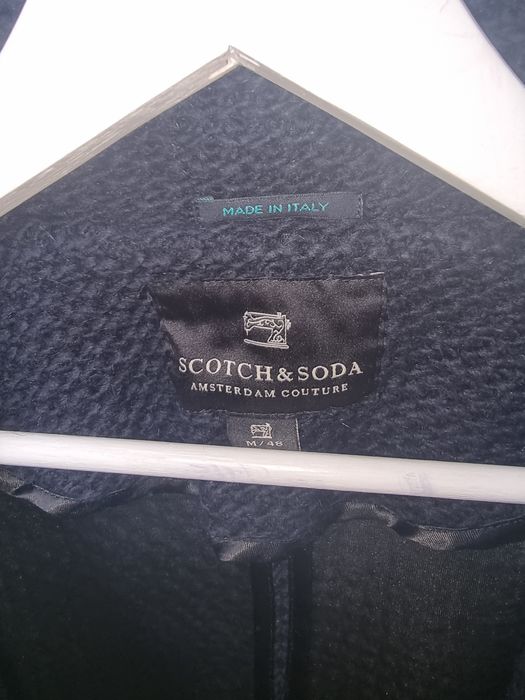 MADE IN ITALY
SCOTCH & SODA
AMSTERDAM COUTURE
M/48